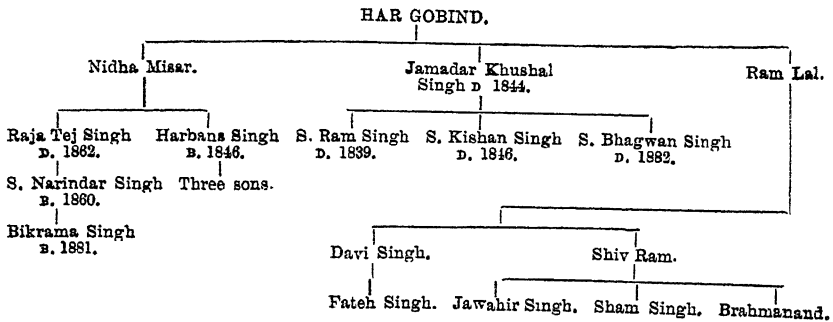 HAR GOBIND.
Nidha Misar. Jamadar Khushal Ram Lal.
Singh D 1844.
Raja Tej Singh Harbans Singh S. Ram Singh S. Kishan Singh S. Bhagwan Singh
D. 1862. B. 1846. D. 1839. D. 1846. D. 1882.
S. Narindar Singh Three sons.
B. 1860.
Bikrama Singh
B. 1881.
Davi Singh. Shiv Ram.
Fateh Singh. Jawahir Singh. Sham Singh. Brahmanand.